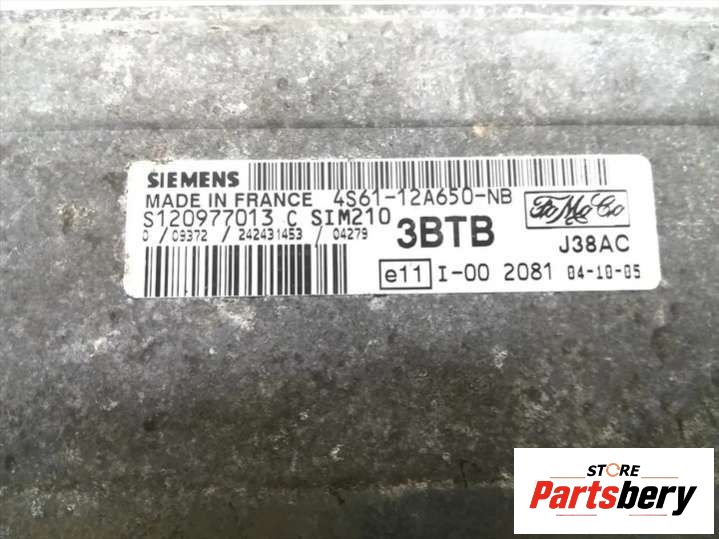 SIEMENS
MADE IN FRANCE 4S61-12A650-NB
S120977013 C SIM210
0 / 09372 / 242431453 / 04279
3BTB
FoMoCo
J38AC
e11 I-00 2081 04-10-05
STORE
Partsbery